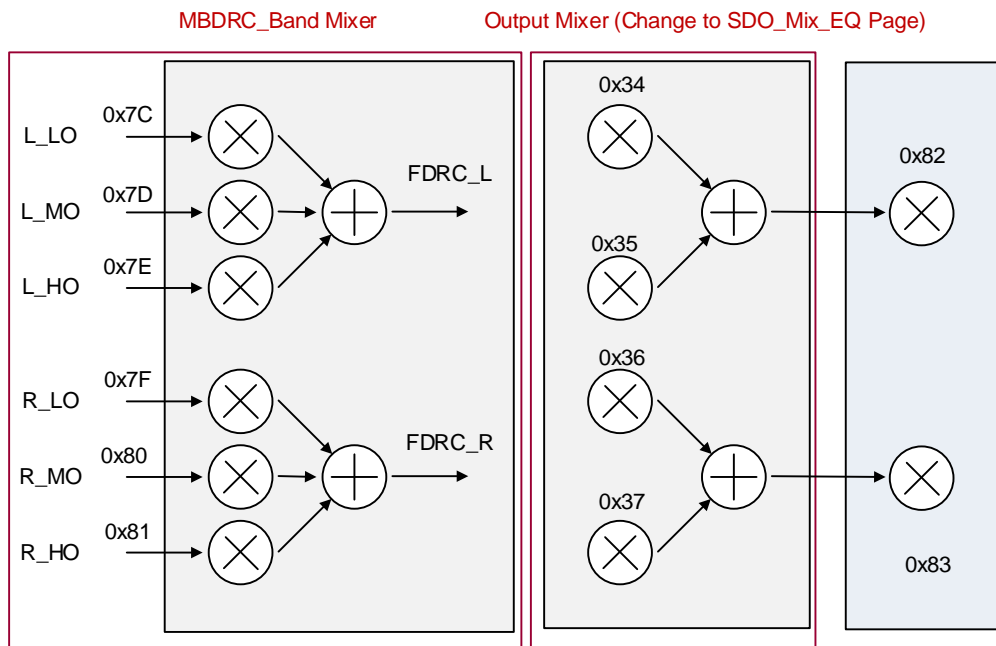 MBDRC_Band Mixer
Output Mixer (Change to SDO_Mix_EQ Page)
L_LO
0x7C
L_MO
0x7D
L_HO
0x7E
FDRC_L
R_LO
0x7F
R_MO
0x80
R_HO
0x81
FDRC_R
0x34
0x35
0x36
0x37
0x82
0x83